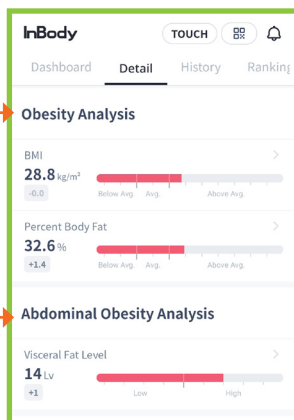 InBody
TOUCH
Dashboard Detail History Ranking
Obesity Analysis
BMI
28.8 kg/m²
-0.0
Below Avg. Avg. Above Avg.
Percent Body Fat
32.6 %
+1.4
Below Avg. Avg. Above Avg.
Abdominal Obesity Analysis
Visceral Fat Level
14 Lv
+1
Low High